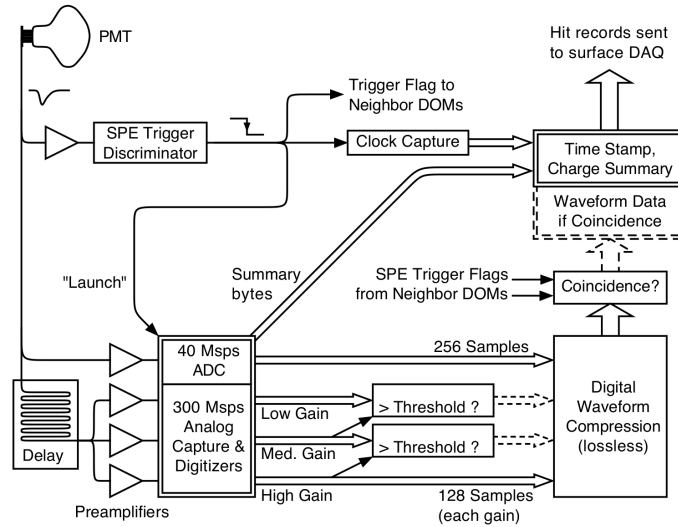 PMT
Hit records sent
to surface DAQ
Trigger Flag to
Neighbor DOMs
SPE Trigger
Discriminator
Clock Capture
Time Stamp,
Charge Summary
Waveform Data
if Coincidence
"Launch"
Summary
bytes
SPE Trigger Flags
from Neighbor DOMs
Coincidence?
40 Msps
ADC
256 Samples
300 Msps
Analog
Capture &
Digitizers
Low Gain
> Threshold ?
Med. Gain
> Threshold ?
High Gain
128 Samples
(each gain)
Digital
Waveform
Compression
(lossless)
Delay
Preamplifiers